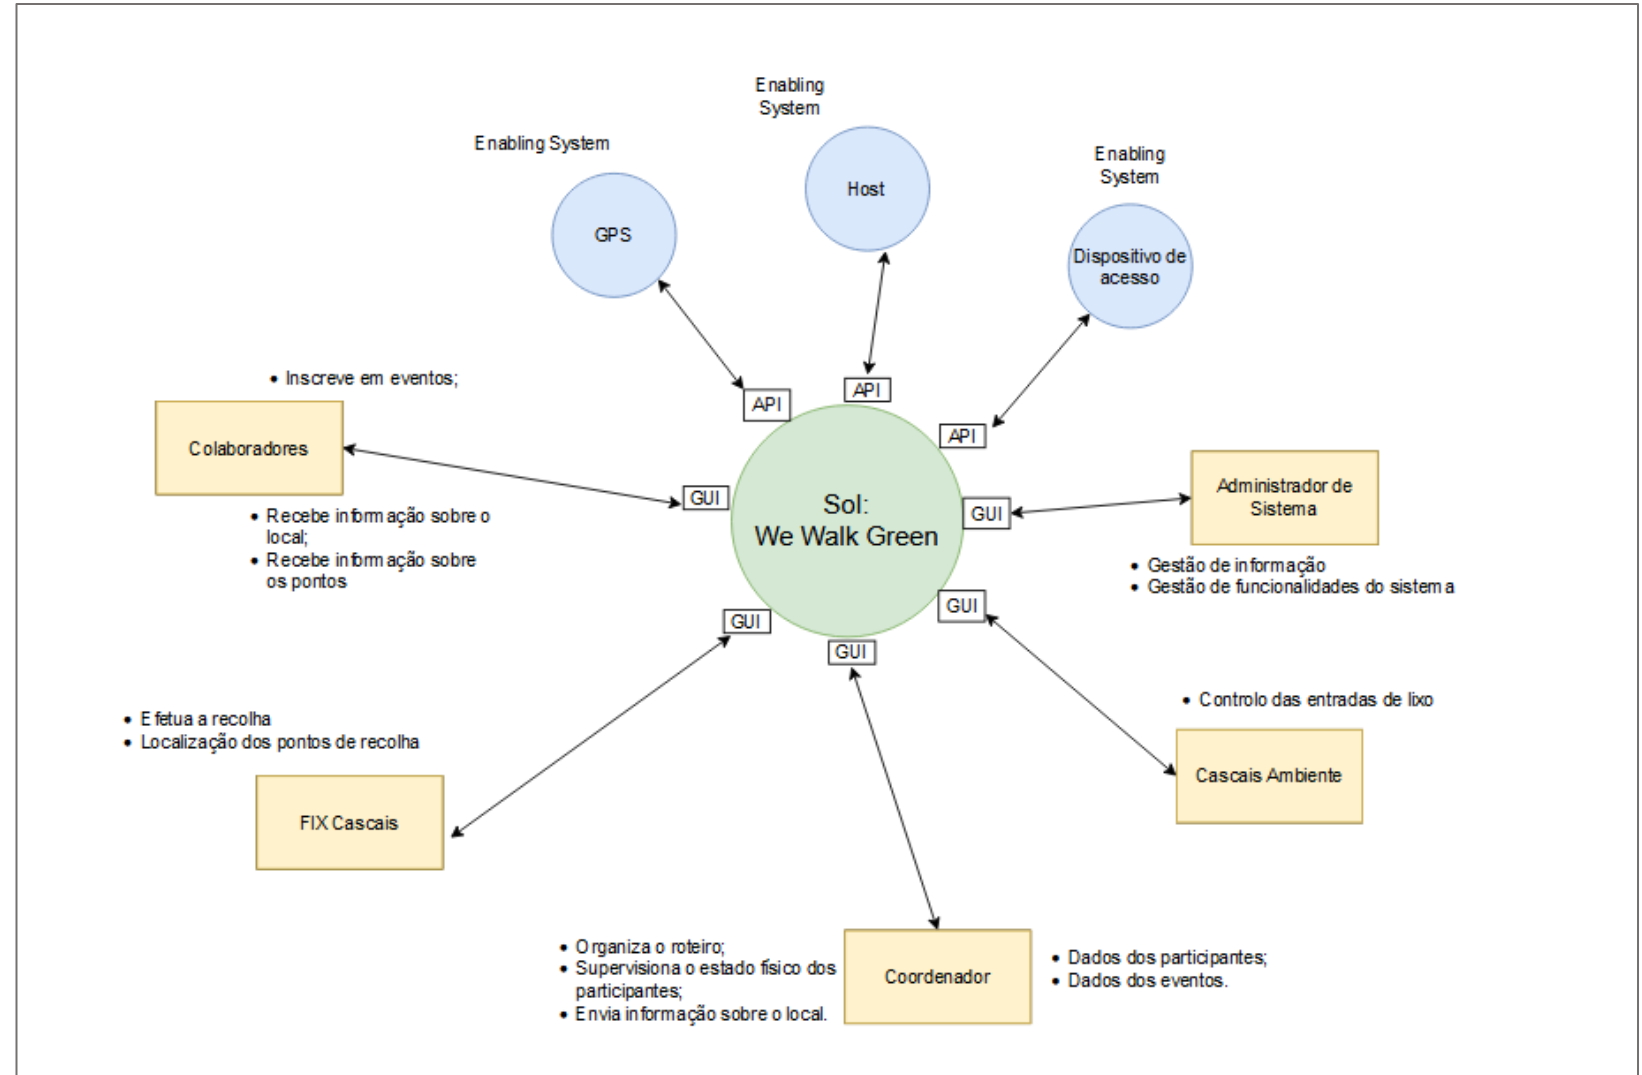 Enabling
System
Enabling System
Enabling
System
Host
GPS
Dispositivo de
acesso
• Inscreve em eventos;
API
API
API
Colaboradores
GUI
• Recebe informação sobre o
local;
• Recebe informação sobre
os pontos
Sol:
We Walk Green
GUI
Administrador de
Sistema
• Gestão de informação
• Gestão de funcionalidades do sistema
GUI
GUI
GUI
• Efetua a recolha
• Localização dos pontos de recolha
FIX Cascais
• Controlo das entradas de lixo
Cascais Ambiente
• Organiza o roteiro;
• Supervisiona o estado físico dos
participantes;
• Envia informação sobre o local.
Coordenador
• Dados dos participantes;
• Dados dos eventos.